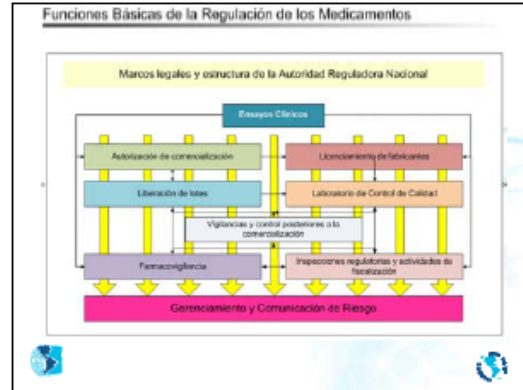 Funciones Básicas de la Regulación de los Medicamentos
Marcos legales y estructura de la Autoridad Reguladora Nacional
Ensayos Clínicos
Autorización de comercialización
Licenciamiento de fabricantes
Liberación de lotes
Laboratorio de Control de Calidad
Vigilancias y control posteriores a la
comercialización
Farmacovigilancia
Inspecciones regulatorias y actividades de
fiscalización
Gerenciamiento y Comunicación de Riesgo